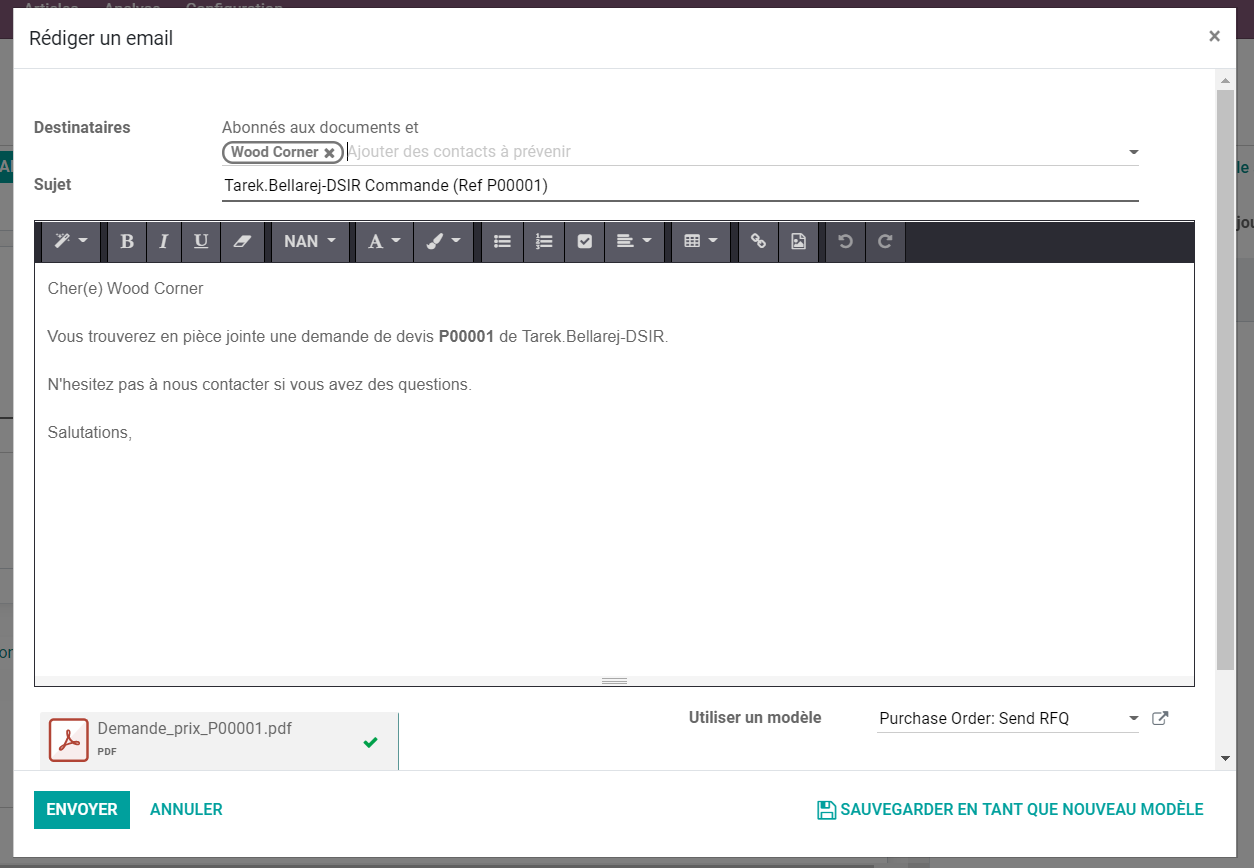 Articles Analyse Configuration
Rédiger un email ×
Destinataires
Abonnés aux documents et
Wood Corner × Ajouter des contacts à prévenir
Sujet
Tarek.Bellarej-DSIR Commande (Ref P00001)
B I U NAN A
Cher(e) Wood Corner
Vous trouverez en pièce jointe une demande de devis P00001 de Tarek.Bellarej-DSIR.
N'hesitez pas à nous contacter si vous avez des questions.
Salutations,
Demande_prix_P00001.pdf
PDF
Utiliser un modèle
Purchase Order: Send RFQ
ENVOYER ANNULER SAUVEGARDER EN TANT QUE NOUVEAU MODÈLE